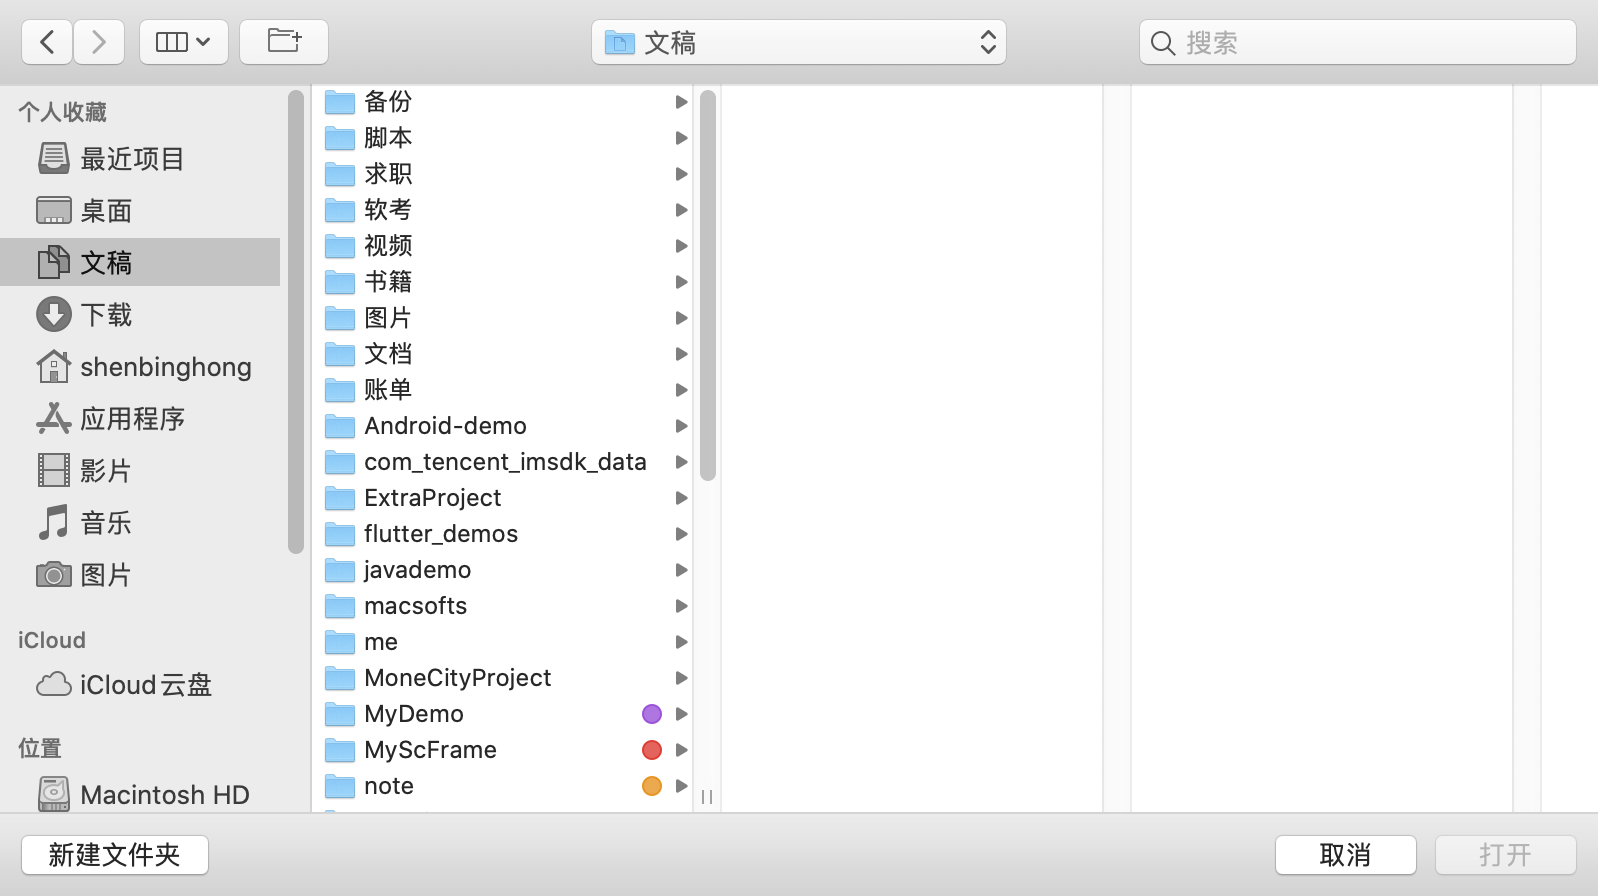 文稿
搜索
个人收藏
最近项目
桌面
文稿
下载
shenbinghong
应用程序
影片
音乐
图片
iCloud
iCloud云盘
位置
Macintosh HD
备份
脚本
求职
软考
视频
书籍
图片
文档
账单
Android-demo
com_tencent_imsdk_data
ExtraProject
flutter_demos
javademo
macsofts
me
MoneCityProject
MyDemo
MyScFrame
note
新建文件夹
取消
打开